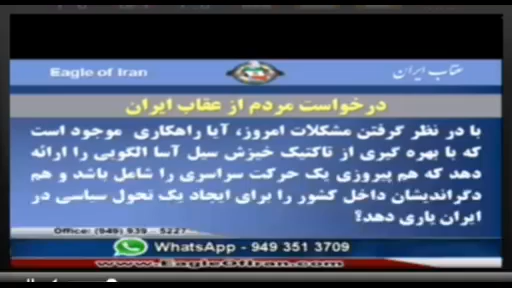 Eagle of Iran
عقاب ایران
درخواست مردم از عقاب ایران
با در نظر گرفتن مشکلات امروز، آیا راهکاری موجود است
که با بهره گیری از تاکتیک خیزش سیل آسا الگویی را ارائه
دهد که هم پیروزی یک حرکت سراسری را شامل باشد و هم
دگراندیشان داخل کشور را برای ایجاد یک تحول سیاسی در
ایران یاری دهد؟
Office: (949) 939 - 5227
WhatsApp - 949 351 3709
www.EagleOfIran.com